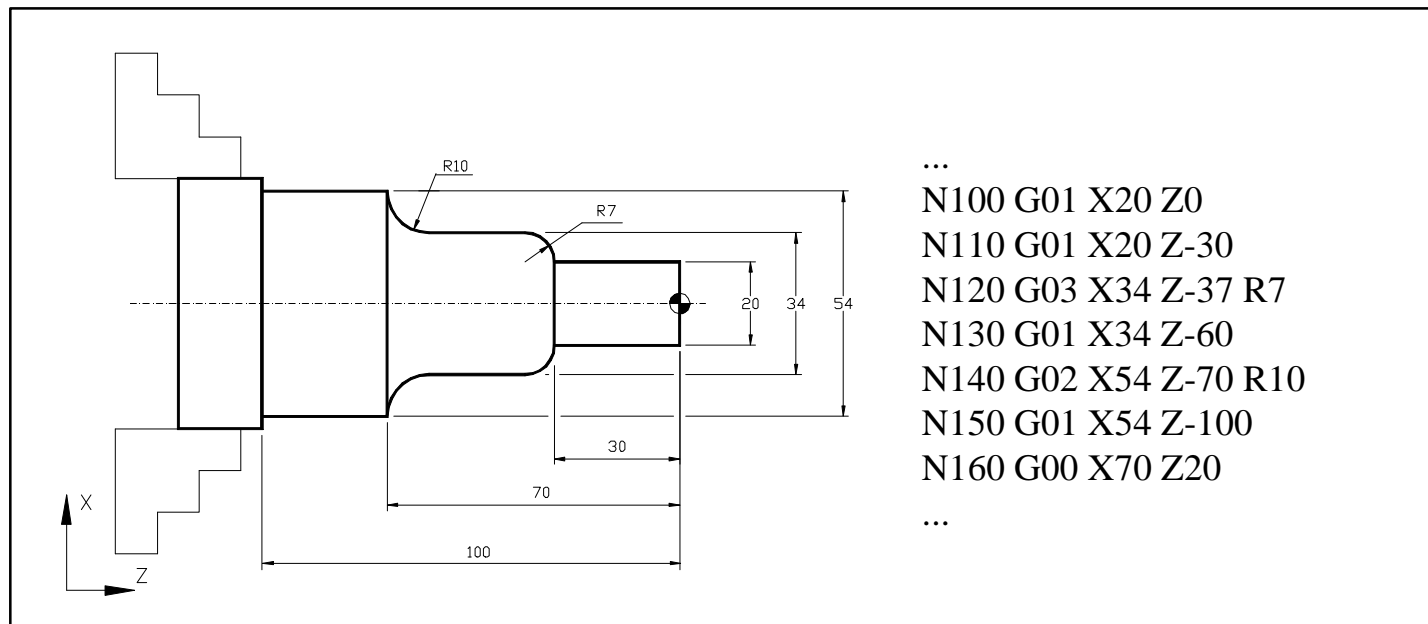 R10
R7
20
34
54
30
70
100
X
Z
...
N100 G01 X20 Z0
N110 G01 X20 Z-30
N120 G03 X34 Z-37 R7
N130 G01 X34 Z-60
N140 G02 X54 Z-70 R10
N150 G01 X54 Z-100
N160 G00 X70 Z20
...